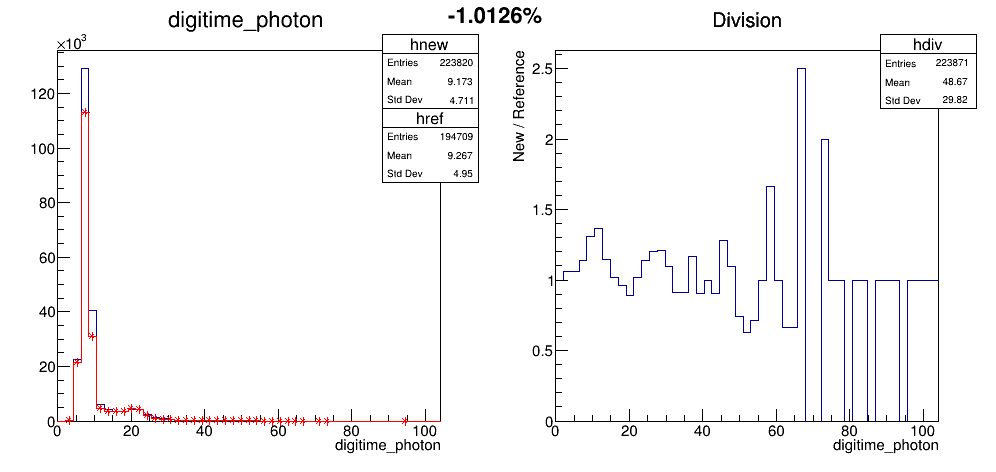 digitime_photon
-1.0126%
Division
×10³
hnew
Entries 223820
Mean 9.173
Std Dev 4.711
href
Entries 194709
Mean 9.267
Std Dev 4.95
120
100
80
60
40
20
0
0 20 40 60 80 100
digitime_photon
hdiv
Entries 223871
Mean 48.67
Std Dev 29.82
New / Reference
2.5
2
1.5
1
0.5
0
0 20 40 60 80 100
digitime_photon